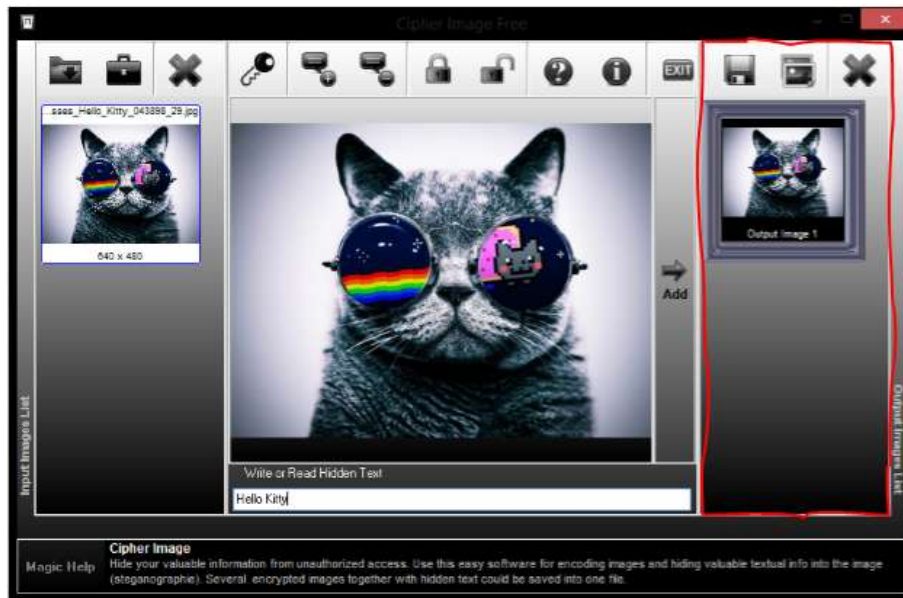 Cipher Image Free
EXIT
...sses_Hello_Kitty_043898_29.jpg
640 x 480
Input Images List
Add
Output Image 1
Output Images List
Write or Read Hidden Text
Hello Kitty
Magic Help
Cipher Image
Hide your valuable information from unauthorized access. Use this easy software for encoding images and hiding valuable textual info into the image
(steganographie). Several encrypted images together with hidden text could be saved into one file.